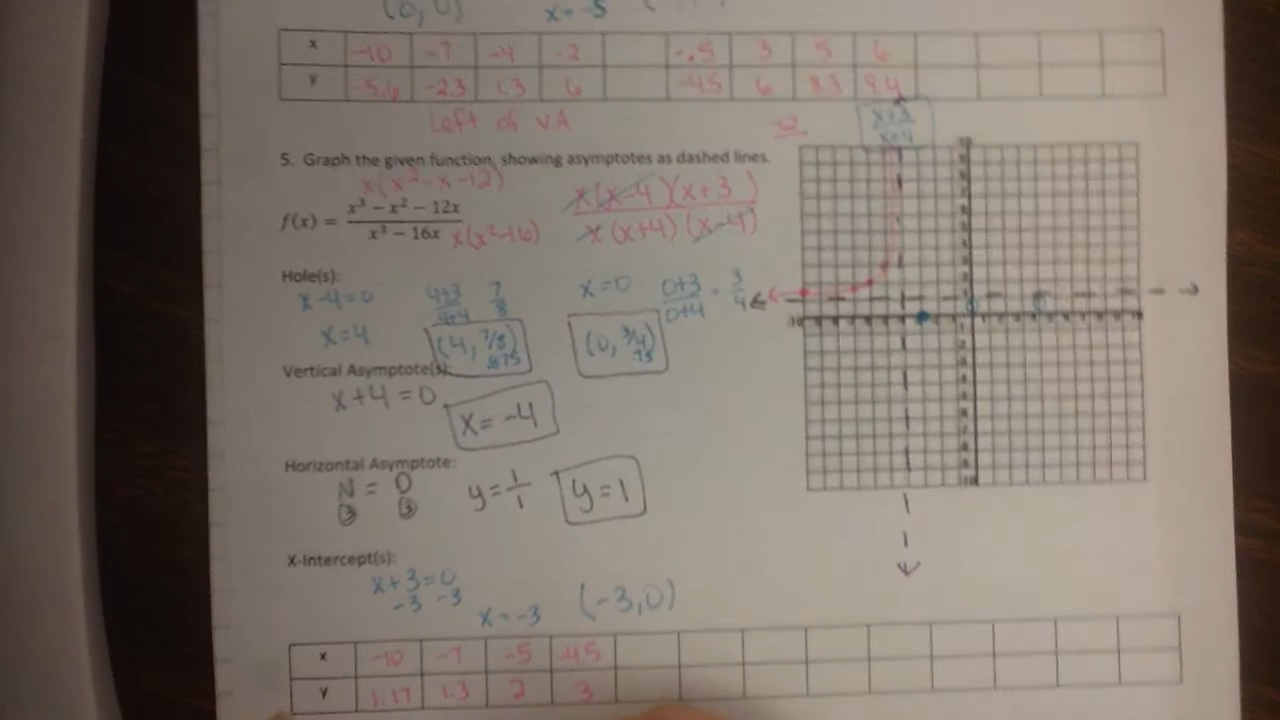 (0, 0) x = -5
x -10 -7 -4 -2 -.5 3 5 6
y -5.6 -23 1.3 6 -45 6 8.3 9.4
Left of VA
x+3
x+4
5. Graph the given function, showing asymptotes as dashed lines.
x(x² - x - 12)
f(x) = x³ − x² − 12x / x³ − 16x
x(x² - 16)
x(x-4)(x+3)
x(x+4)(x-4)
Hole(s):
x - 4 = 0 4+3 / 4+4 7/8 x = 0 0+3 / 0+4 = 3/4
x = 4 (4, 7/8) .875 (0, 3/4) .75
Vertical Asymptote(s):
x + 4 = 0 x = -4
Horizontal Asymptote:
N = D y = 1/1 y = 1
3 3
X-Intercept(s):
x + 3 = 0
-3 -3 x = -3 (-3, 0)
x -10 -7 -5 -4.5
y 1.17 1.3 2 3